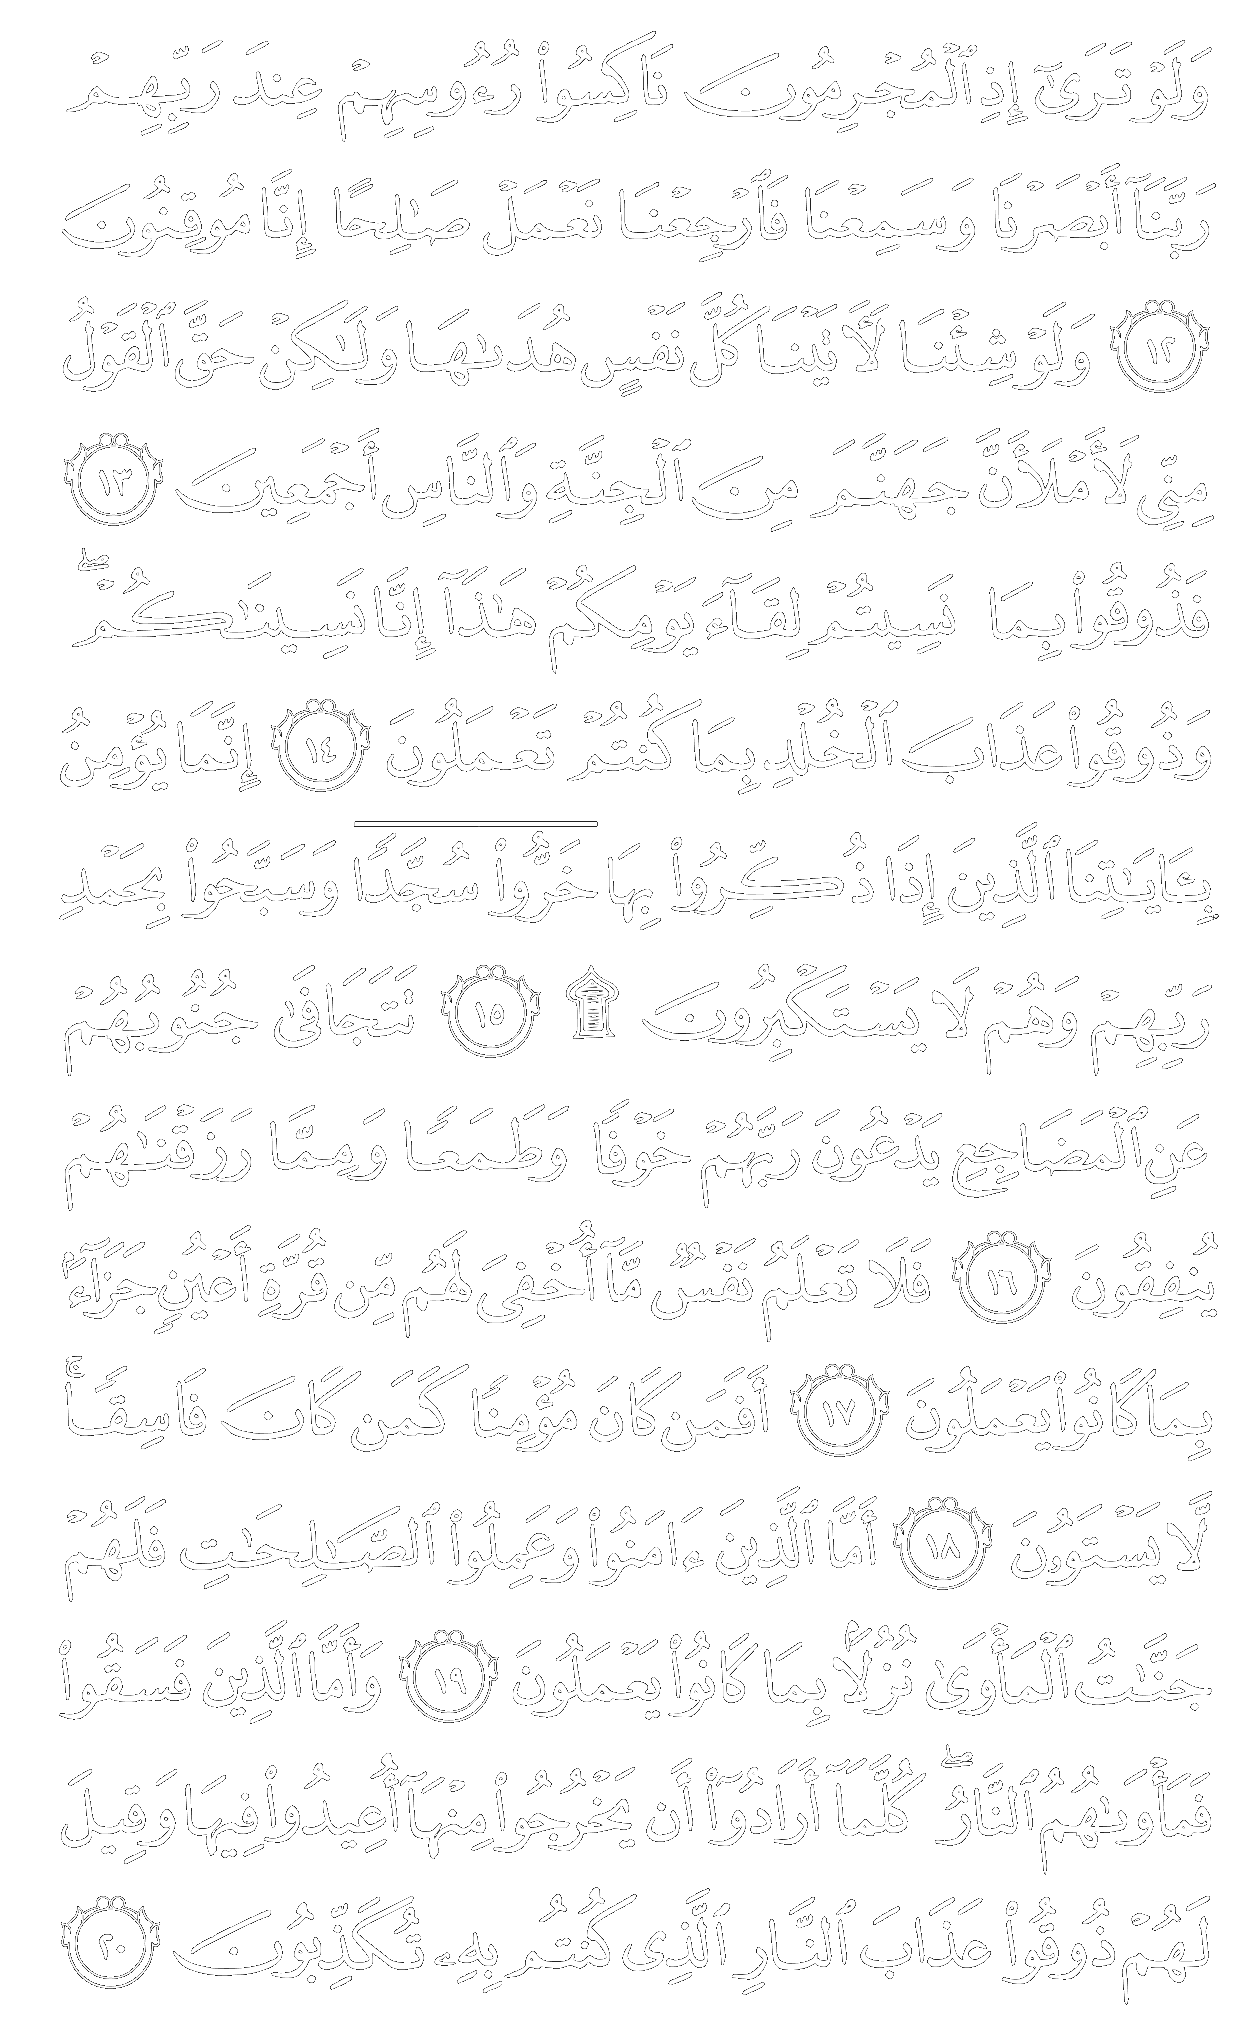 وَلَوْ تَرَىٰٓ إِذِ ٱلْمُجْرِمُونَ نَاكِسُوا۟ رُءُوسِهِمْ عِندَ رَبِّهِمْ
رَبَّنَآ أَبْصَرْنَا وَسَمِعْنَا فَٱرْجِعْنَا نَعْمَلْ صَـٰلِحًا إِنَّا مُوقِنُونَ
١٢ وَلَوْ شِئْنَا لَـَٔاتَيْنَا كُلَّ نَفْسٍ هُدَىٰهَا وَلَـٰكِنْ حَقَّ ٱلْقَوْلُ
مِنِّى لَأَمْلَأَنَّ جَهَنَّمَ مِنَ ٱلْجِنَّةِ وَٱلنَّاسِ أَجْمَعِينَ ١٣
فَذُوقُوا۟ بِمَا نَسِيتُمْ لِقَآءَ يَوْمِكُمْ هَـٰذَآ إِنَّا نَسِينَـٰكُمْ ۖ
وَذُوقُوا۟ عَذَابَ ٱلْخُلْدِ بِمَا كُنتُمْ تَعْمَلُونَ ١٤ إِنَّمَا يُؤْمِنُ
بِـَٔايَـٰتِنَا ٱلَّذِينَ إِذَا ذُكِّرُوا۟ بِهَا خَرُّوا۟ سُجَّدًا وَسَبَّحُوا۟ بِحَمْدِ
رَبِّهِمْ وَهُمْ لَا يَسْتَكْبِرُونَ ۩ ١٥ تَتَجَافَىٰ جُنُوبُهُمْ
عَنِ ٱلْمَضَاجِعِ يَدْعُونَ رَبَّهُمْ خَوْفًا وَطَمَعًا وَمِمَّا رَزَقْنَـٰهُمْ
يُنفِقُونَ ١٦ فَلَا تَعْلَمُ نَفْسٌ مَّآ أُخْفِىَ لَهُم مِّن قُرَّةِ أَعْيُنٍ جَزَآءًۢ
بِمَا كَانُوا۟ يَعْمَلُونَ ١٧ أَفَمَن كَانَ مُؤْمِنًا كَمَن كَانَ فَاسِقًا ۚ
لَّا يَسْتَوُۥنَ ١٨ أَمَّا ٱلَّذِينَ ءَامَنُوا۟ وَعَمِلُوا۟ ٱلصَّـٰلِحَـٰتِ فَلَهُمْ
جَنَّـٰتُ ٱلْمَأْوَىٰ نُزُلًۢا بِمَا كَانُوا۟ يَعْمَلُونَ ١٩ وَأَمَّا ٱلَّذِينَ فَسَقُوا۟
فَمَأْوَىٰهُمُ ٱلنَّارُ ۖ كُلَّمَآ أَرَادُوٓا۟ أَن يَخْرُجُوا۟ مِنْهَآ أُعِيدُوا۟ فِيهَا وَقِيلَ
لَهُمْ ذُوقُوا۟ عَذَابَ ٱلنَّارِ ٱلَّذِى كُنتُم بِهِۦ تُكَذِّبُونَ ٢٠